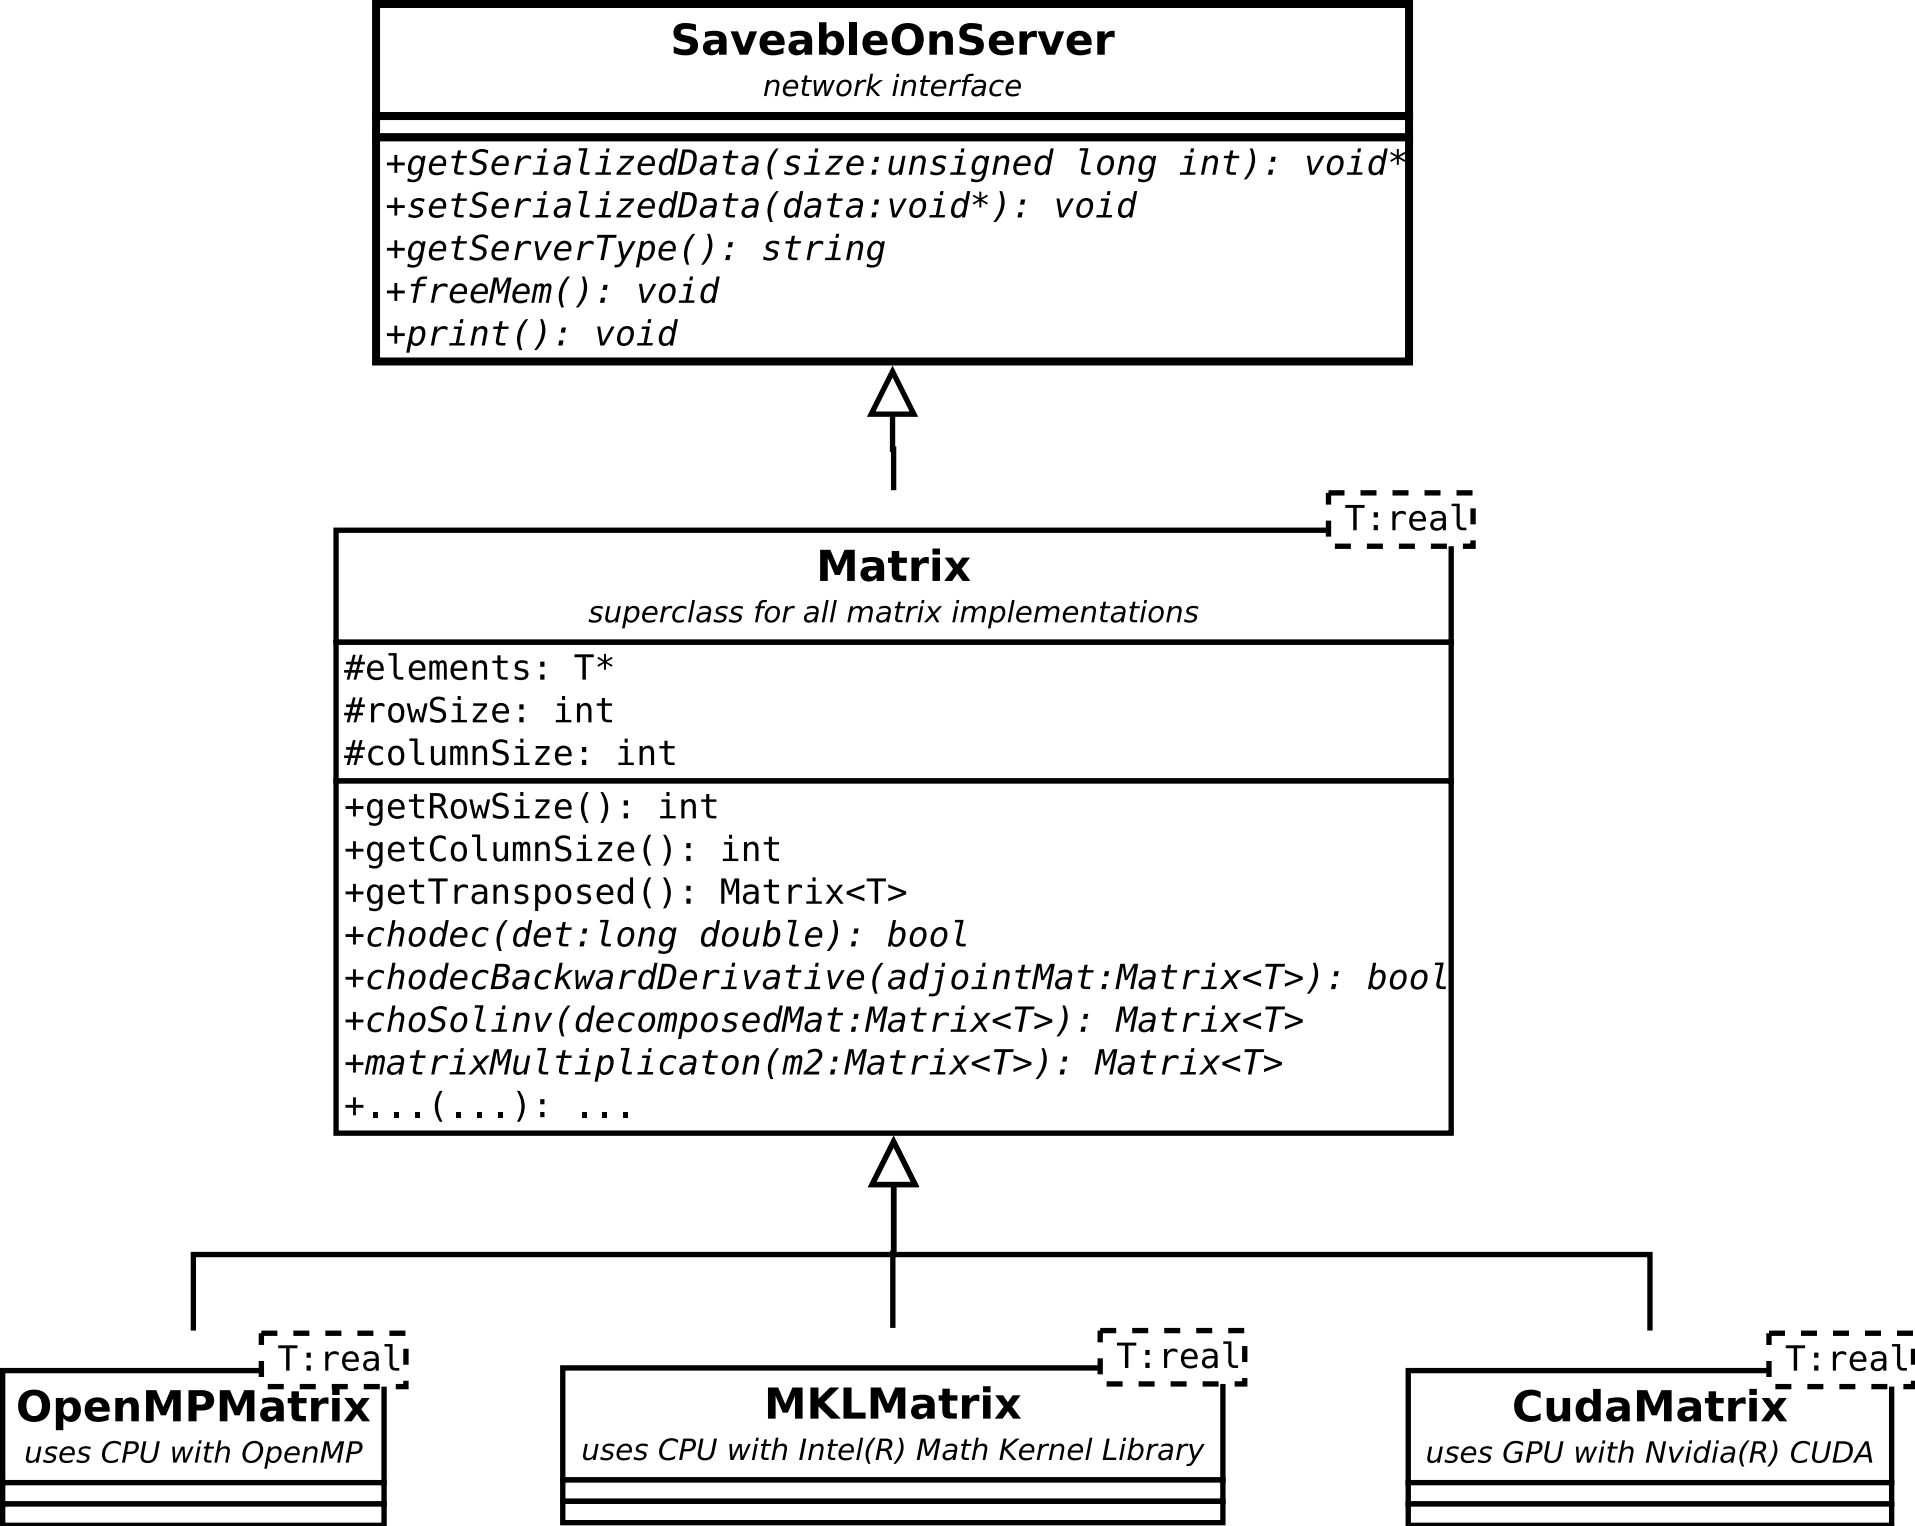 SaveableOnServer
network interface
+getSerializedData(size:unsigned long int): void*
+setSerializedData(data:void*): void
+getServerType(): string
+freeMem(): void
+print(): void
T:real
Matrix
superclass for all matrix implementations
#elements: T*
#rowSize: int
#columnSize: int
+getRowSize(): int
+getColumnSize(): int
+getTransposed(): Matrix<T>
+chodec(det:long double): bool
+chodecBackwardDerivative(adjointMat:Matrix<T>): bool
+choSolinv(decomposedMat:Matrix<T>): Matrix<T>
+matrixMultiplicaton(m2:Matrix<T>): Matrix<T>
+...(...): ...
T:real
OpenMPMatrix
uses CPU with OpenMP
T:real
MKLMatrix
uses CPU with Intel(R) Math Kernel Library
T:real
CudaMatrix
uses GPU with Nvidia(R) CUDA